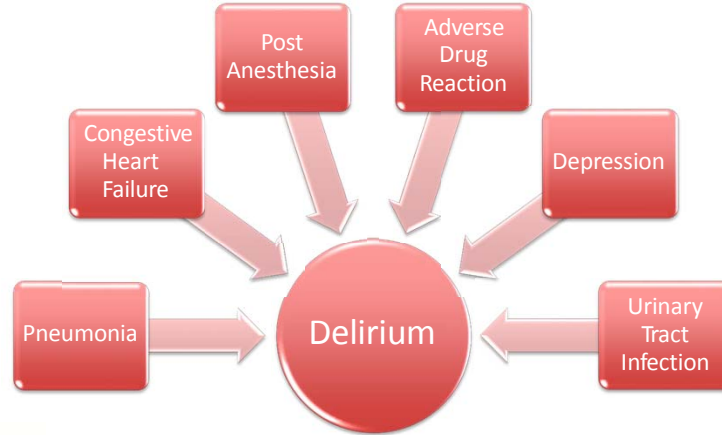 Post
Anesthesia
Adverse
Drug
Reaction
Congestive
Heart
Failure
Depression
Pneumonia
Delirium
Urinary
Tract
Infection